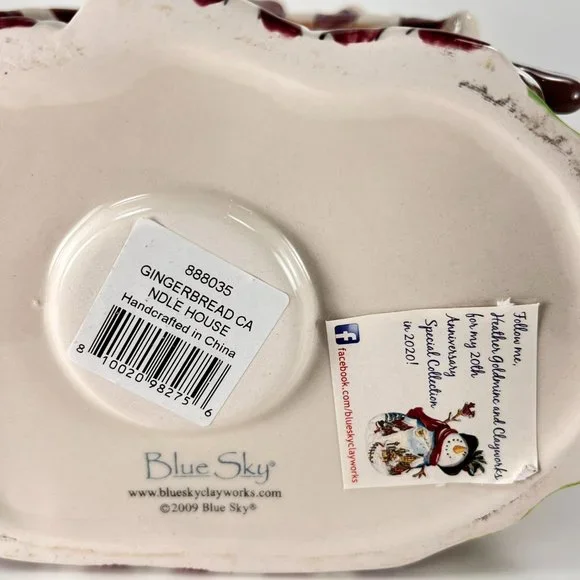 888035
GINGERBREAD CA
NDLE HOUSE
Handcrafted in China
8 10020 98275 6
Follow me,
Heather Goldminc and Clayworks
for my 20th
Anniversary
Special Collection
in 2020!
f facebook.com/blueskyclayworks
Blue Sky®
www.blueskyclayworks.com
©2009 Blue Sky®